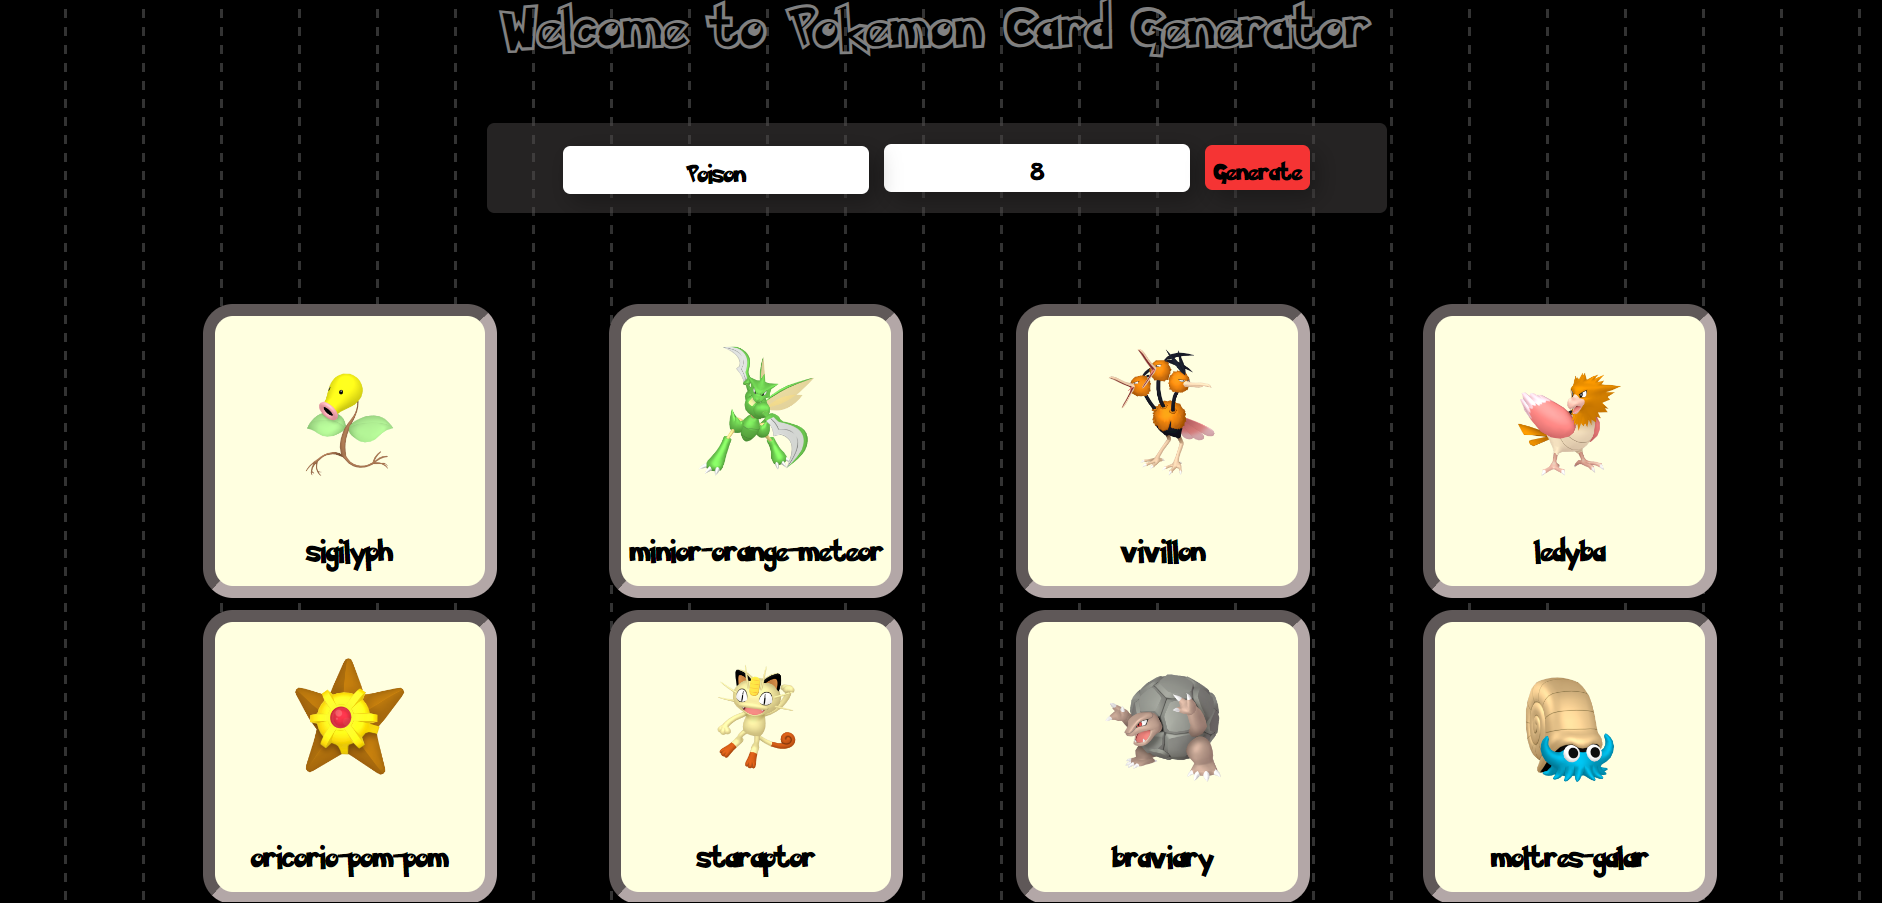 Welcome to Pokemon Card Generator
Poison 8 Generate
sigilyph minior-orange-meteor vivillon ledyba
oricorio-pom-pom staraptor braviary moltres-galar